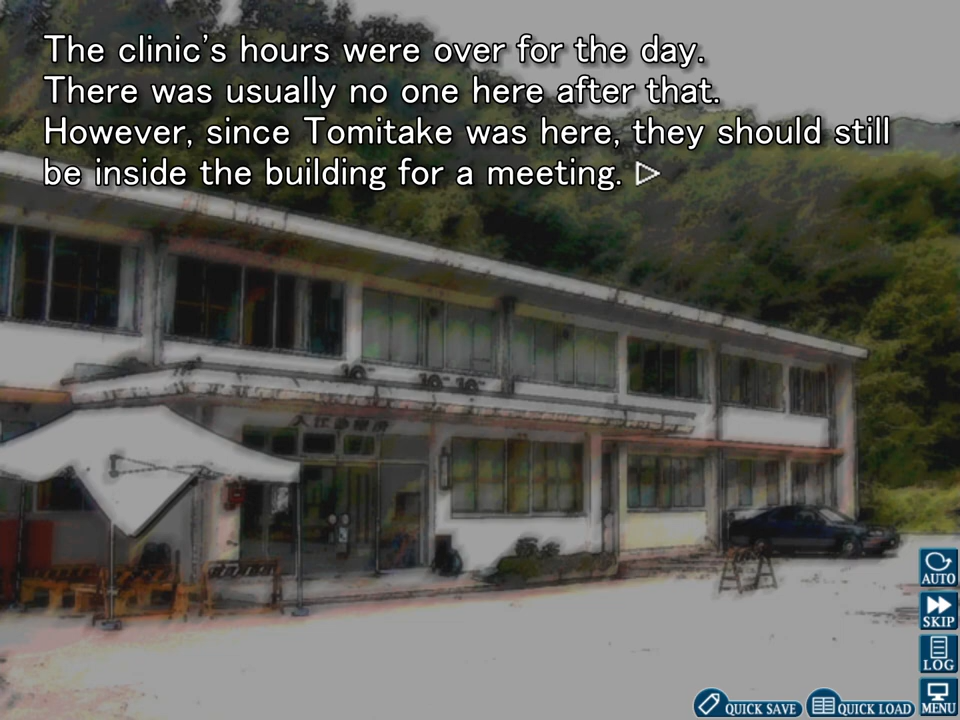 The clinic's hours were over for the day.
There was usually no one here after that.
However, since Tomitake was here, they should still
be inside the building for a meeting.
AUTO
SKIP
LOG
QUICK SAVE
QUICK LOAD
MENU